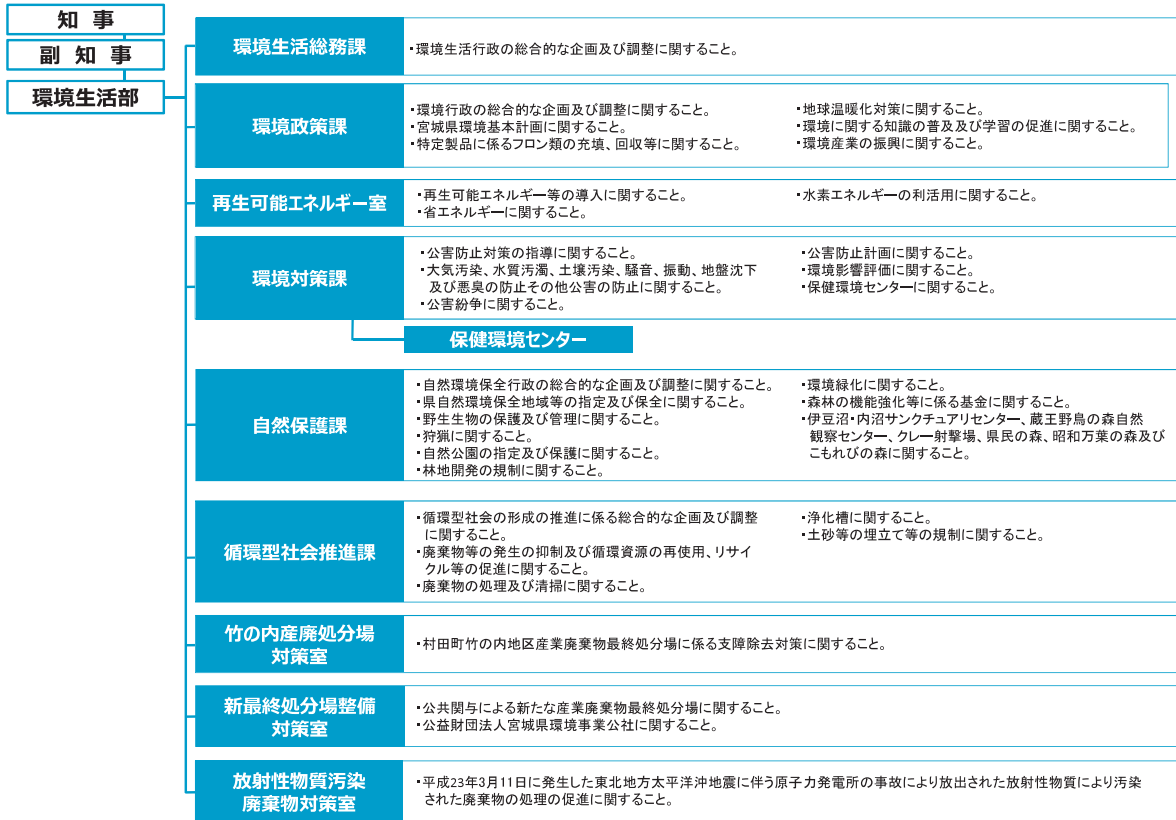 知 事
副 知 事
環境生活部
環境生活総務課
・環境生活行政の総合的な企画及び調整に関すること。
環境政策課
・環境行政の総合的な企画及び調整に関すること。
・宮城県環境基本計画に関すること。
・特定製品に係るフロン類の充填、回収等に関すること。
・地球温暖化対策に関すること。
・環境に関する知識の普及及び学習の促進に関すること。
・環境産業の振興に関すること。
再生可能エネルギー室
・再生可能エネルギー等の導入に関すること。
・省エネルギーに関すること。
・水素エネルギーの利活用に関すること。
環境対策課
・公害防止対策の指導に関すること。
・大気汚染、水質汚濁、土壌汚染、騒音、振動、地盤沈下
及び悪臭の防止その他公害の防止に関すること。
・公害紛争に関すること。
・公害防止計画に関すること。
・環境影響評価に関すること。
・保健環境センターに関すること。
保健環境センター
自然保護課
・自然環境保全行政の総合的な企画及び調整に関すること。
・県自然環境保全地域等の指定及び保全に関すること。
・野生生物の保護及び管理に関すること。
・狩猟に関すること。
・自然公園の指定及び保護に関すること。
・林地開発の規制に関すること。
・環境緑化に関すること。
・森林の機能強化等に係る基金に関すること。
・伊豆沼・内沼サンクチュアリセンター、蔵王野鳥の森自然
観察センター、クレー射撃場、県民の森、昭和万葉の森及び
こもれびの森に関すること。
循環型社会推進課
・循環型社会の形成の推進に係る総合的な企画及び調整
に関すること。
・廃棄物等の発生の抑制及び循環資源の再使用、リサイ
クル等の促進に関すること。
・廃棄物の処理及び清掃に関すること。
・浄化槽に関すること。
・土砂等の埋立て等の規制に関すること。
竹の内産廃処分場
対策室
・村田町竹の内地区産業廃棄物最終処分場に係る支障除去対策に関すること。
新最終処分場整備
対策室
・公共関与による新たな産業廃棄物最終処分場に関すること。
・公益財団法人宮城県環境事業公社に関すること。
放射性物質汚染
廃棄物対策室
・平成23年3月11日に発生した東北地方太平洋沖地震に伴う原子力発電所の事故により放出された放射性物質により汚染
された廃棄物の処理の促進に関すること。